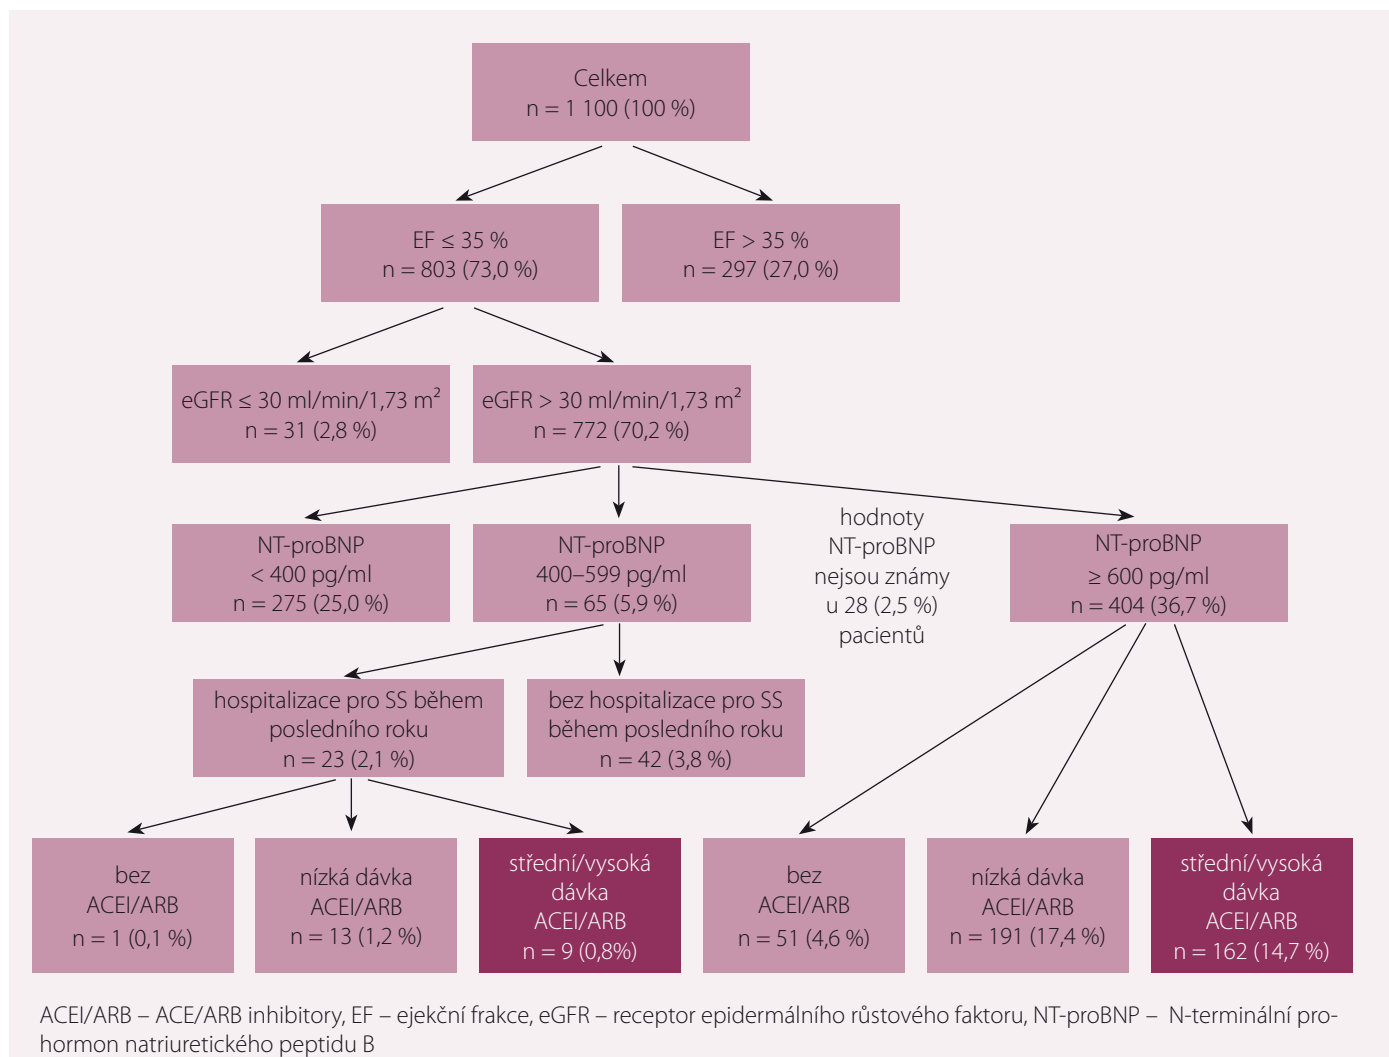 Celkem
n = 1 100 (100 %)
EF ≤ 35 %
n = 803 (73,0 %)
EF > 35 %
n = 297 (27,0 %)
eGFR ≤ 30 ml/min/1,73 m²
n = 31 (2,8 %)
eGFR > 30 ml/min/1,73 m²
n = 772 (70,2 %)
NT-proBNP
< 400 pg/ml
n = 275 (25,0 %)
NT-proBNP
400–599 pg/ml
n = 65 (5,9 %)
hodnoty
NT-proBNP
nejsou známy
u 28 (2,5 %)
pacientů
NT-proBNP
≥ 600 pg/ml
n = 404 (36,7 %)
hospitalizace pro SS během
posledního roku
n = 23 (2,1 %)
bez hospitalizace pro SS
během posledního roku
n = 42 (3,8 %)
bez
ACEI/ARB
n = 1 (0,1 %)
nízká dávka
ACEI/ARB
n = 13 (1,2 %)
střední/vysoká
dávka
ACEI/ARB
n = 9 (0,8%)
bez
ACEI/ARB
n = 51 (4,6 %)
nízká dávka
ACEI/ARB
n = 191 (17,4 %)
střední/vysoká
dávka
ACEI/ARB
n = 162 (14,7 %)
ACEI/ARB – ACE/ARB inhibitory, EF – ejekční frakce, eGFR – receptor epidermálního růstového faktoru, NT-proBNP – N-terminální pro-
hormon natriuretického peptidu B